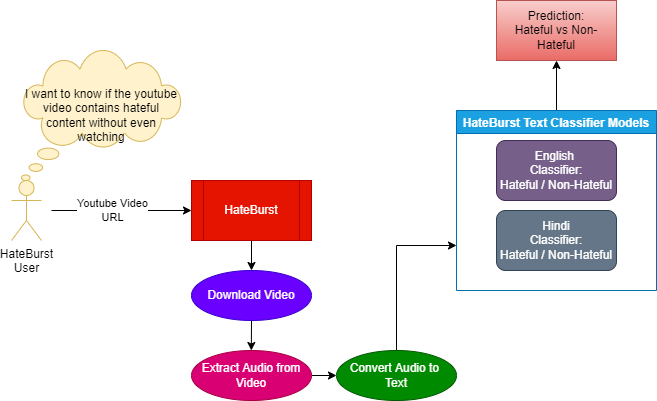 Prediction:
Hateful vs Non-
Hateful
I want to know if the youtube
video contains hateful
content without even
watching
HateBurst Text Classifier Models
English
Classifier:
Hateful / Non-Hateful
Youtube Video
URL
HateBurst
Hindi
Classifier:
Hateful / Non-Hateful
HateBurst
User
Download Video
Extract Audio from
Video
Convert Audio to
Text